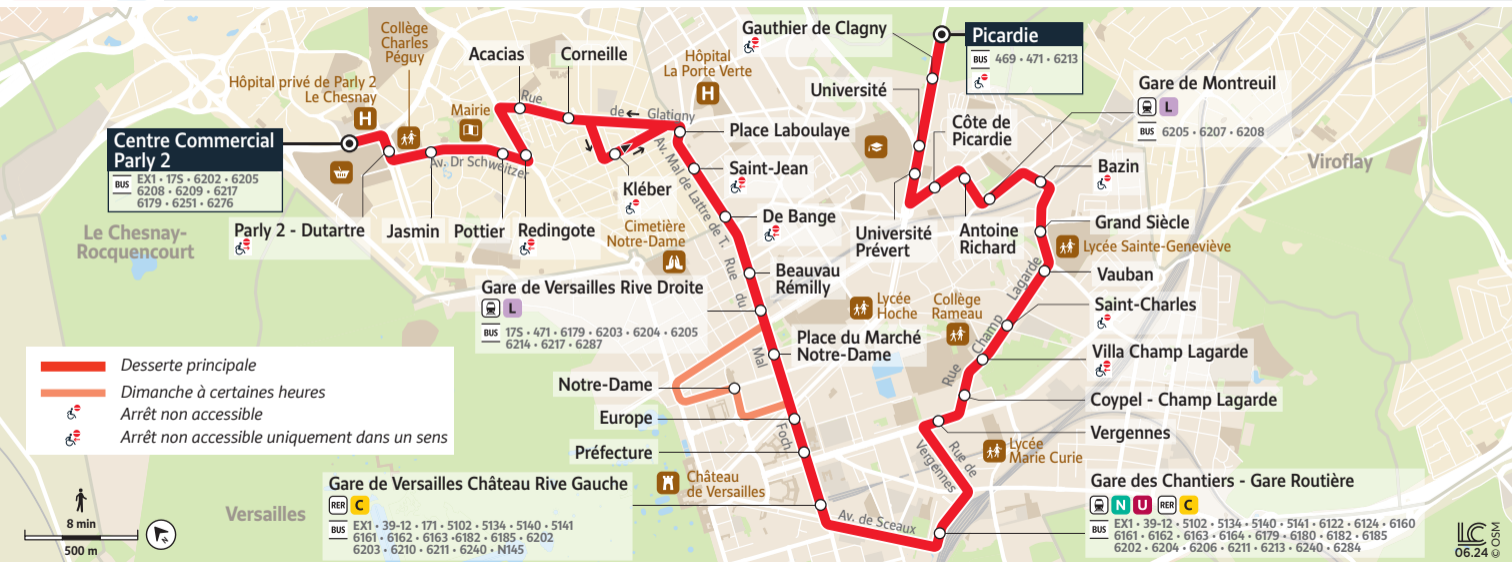 Collège
Charles
Péguy
Hôpital privé de Parly 2
Le Chesnay
H
Mairie
Acacias
Corneille
Hôpital
La Porte Verte
H
Gauthier de Clagny
Picardie
BUS 469 • 471 • 6213
Gare de Montreuil
L
BUS 6205 • 6207 • 6208
Université
Côte de
Picardie
Rue de Glatigny
Place Laboulaye
Centre Commercial
Parly 2
BUS EX1 • 17S • 6202 • 6205
6208 • 6209 • 6217
6179 • 6251 • 6276
Av. Dr Schweitzer
Av. Mal de Lattre de T.
Saint-Jean
Bazin
Viroflay
Kléber
De Bange
Le Chesnay-
Rocquencourt
Parly 2 - Dutartre
Jasmin
Pottier
Redingote
Cimetière
Notre-Dame
Université
Prévert
Antoine
Richard
Grand Siècle
Lycée Sainte-Geneviève
Beauvau
Rémilly
Vauban
Rue du Mal Foch
Gare de Versailles Rive Droite
L
BUS 17S • 471 • 6179 • 6203 • 6204 • 6205
6214 • 6217 • 6287
Lycée
Hoche
Collège
Rameau
Rue Champ Lagarde
Saint-Charles
Place du Marché
Notre-Dame
Villa Champ Lagarde
Desserte principale
Dimanche à certaines heures
Arrêt non accessible
Arrêt non accessible uniquement dans un sens
Notre-Dame
Europe
Préfecture
Coypel - Champ Lagarde
Vergennes
Rue de
Vergennes
Lycée
Marie Curie
Château
de Versailles
Gare de Versailles Château Rive Gauche
RER C
BUS EX1 • 39-12 • 171 • 5102 • 5134 • 5140 • 5141
6161 • 6162 • 6163 •6182 • 6185 • 6202
6203 • 6210 • 6211 • 6240 • N145
Av. de Sceaux
Gare des Chantiers - Gare Routière
N U RER C
BUS EX1 • 39-12 • 5102 • 5134 • 5140 • 5141 • 6122 • 6124 • 6160
6161 • 6162 • 6163 • 6164 • 6179 • 6180 • 6182 • 6185
6202 • 6204 • 6206 • 6211 • 6213 • 6240 • 6284
Versailles
8 min
500 m
LC
06.24
© OSM